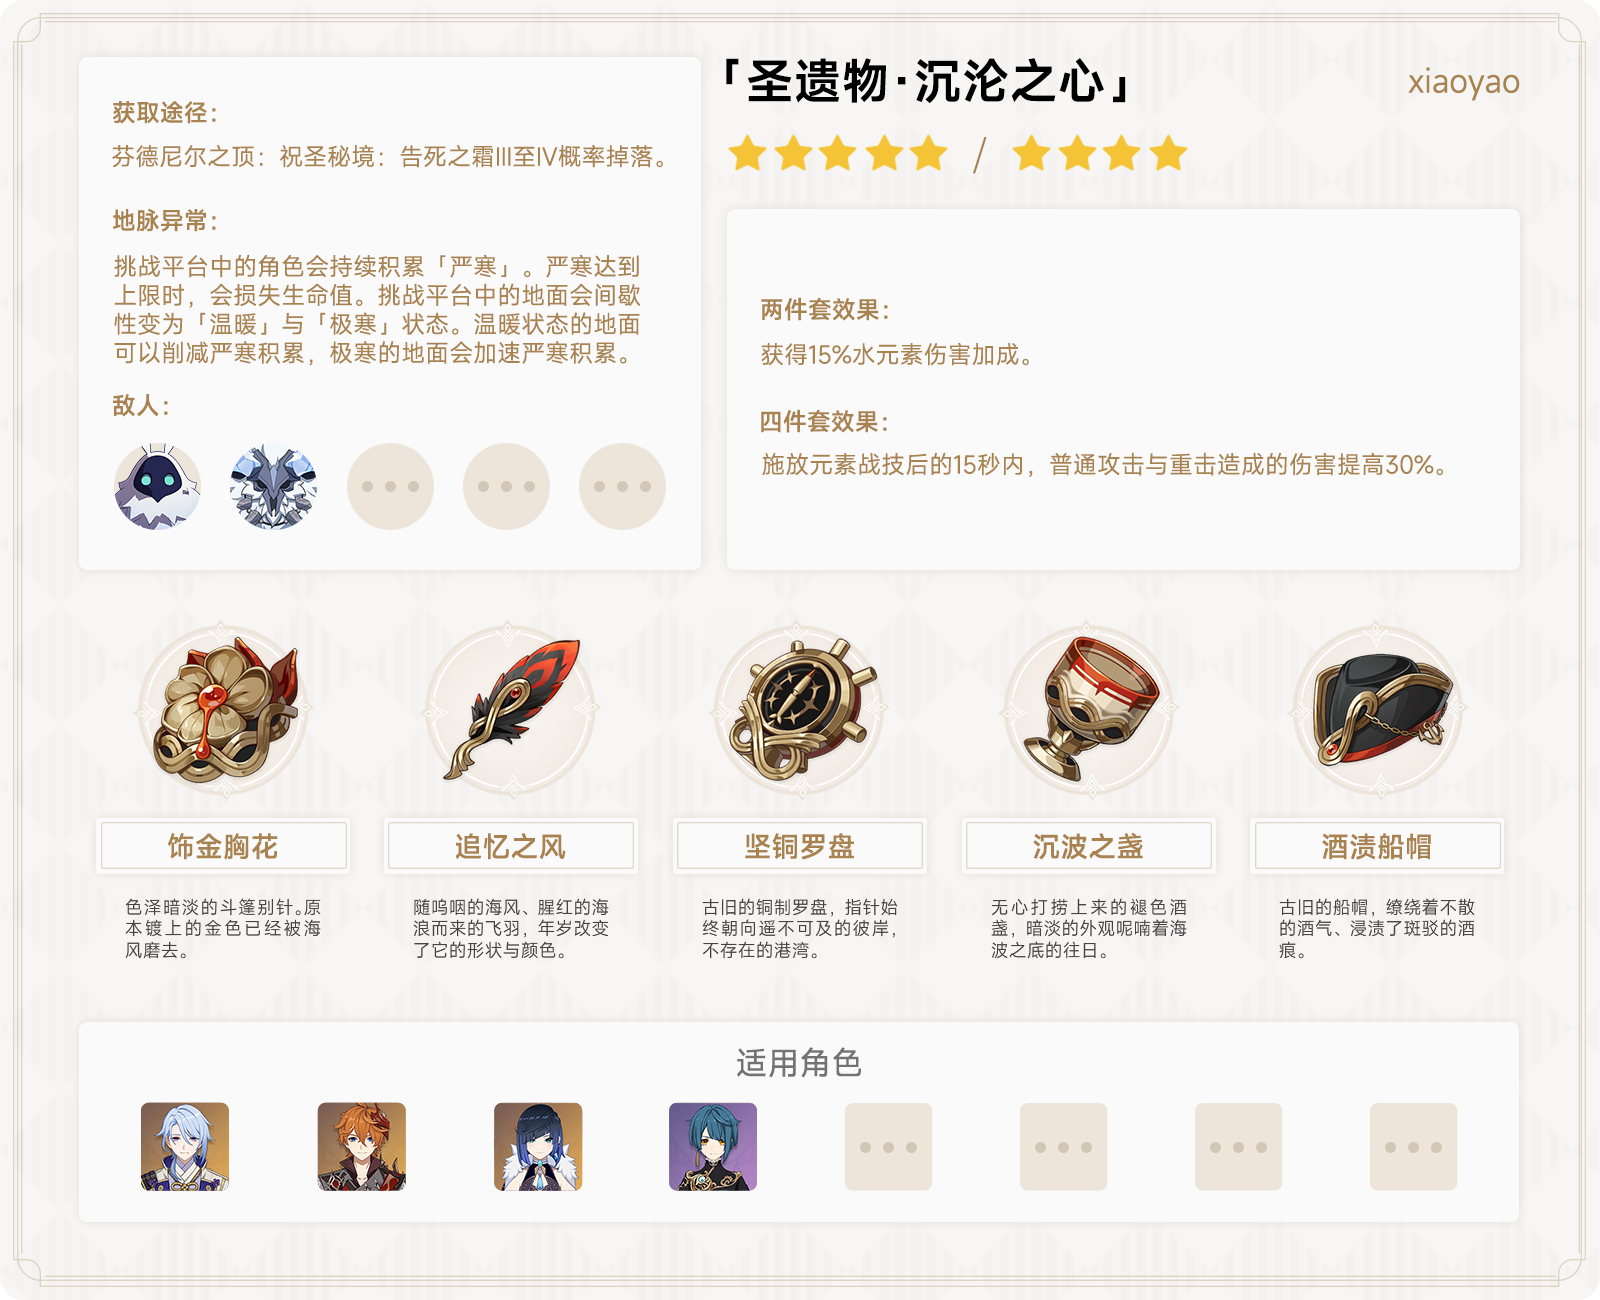 获取途径：
芬德尼尔之顶：祝圣秘境：告死之霜III至IV概率掉落。
地脉异常：
挑战平台中的角色会持续积累「严寒」。严寒达到
上限时，会损失生命值。挑战平台中的地面会间歇
性变为「温暖」与「极寒」状态。温暖状态的地面
可以削减严寒积累，极寒的地面会加速严寒积累。
敌人：
「圣遗物·沉沦之心」
xiaoyao
/
两件套效果：
获得15%水元素伤害加成。
四件套效果：
施放元素战技后的15秒内，普通攻击与重击造成的伤害提高30%。
饰金胸花
色泽暗淡的斗篷别针。原
本镀上的金色已经被海
风磨去。
追忆之风
随呜咽的海风、腥红的海
浪而来的飞羽，年岁改变
了它的形状与颜色。
坚铜罗盘
古旧的铜制罗盘，指针始
终朝向遥不可及的彼岸，
不存在的港湾。
沉波之盏
无心打捞上来的褪色酒
盏，暗淡的外观呢喃着海
波之底的往日。
酒渍船帽
古旧的船帽，缭绕着不散
的酒气、浸渍了斑驳的酒
痕。
适用角色